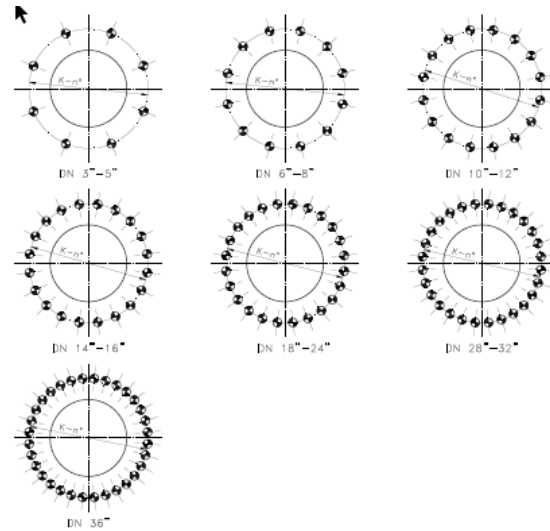 K-n°
K-n°
K-n°
DN 3"-5"
DN 6"-8"
DN 10"-12"
K-n°
K-n°
K-n°
DN 14"-16"
DN 18"-24"
DN 28"-32"
K-n°
DN 36"